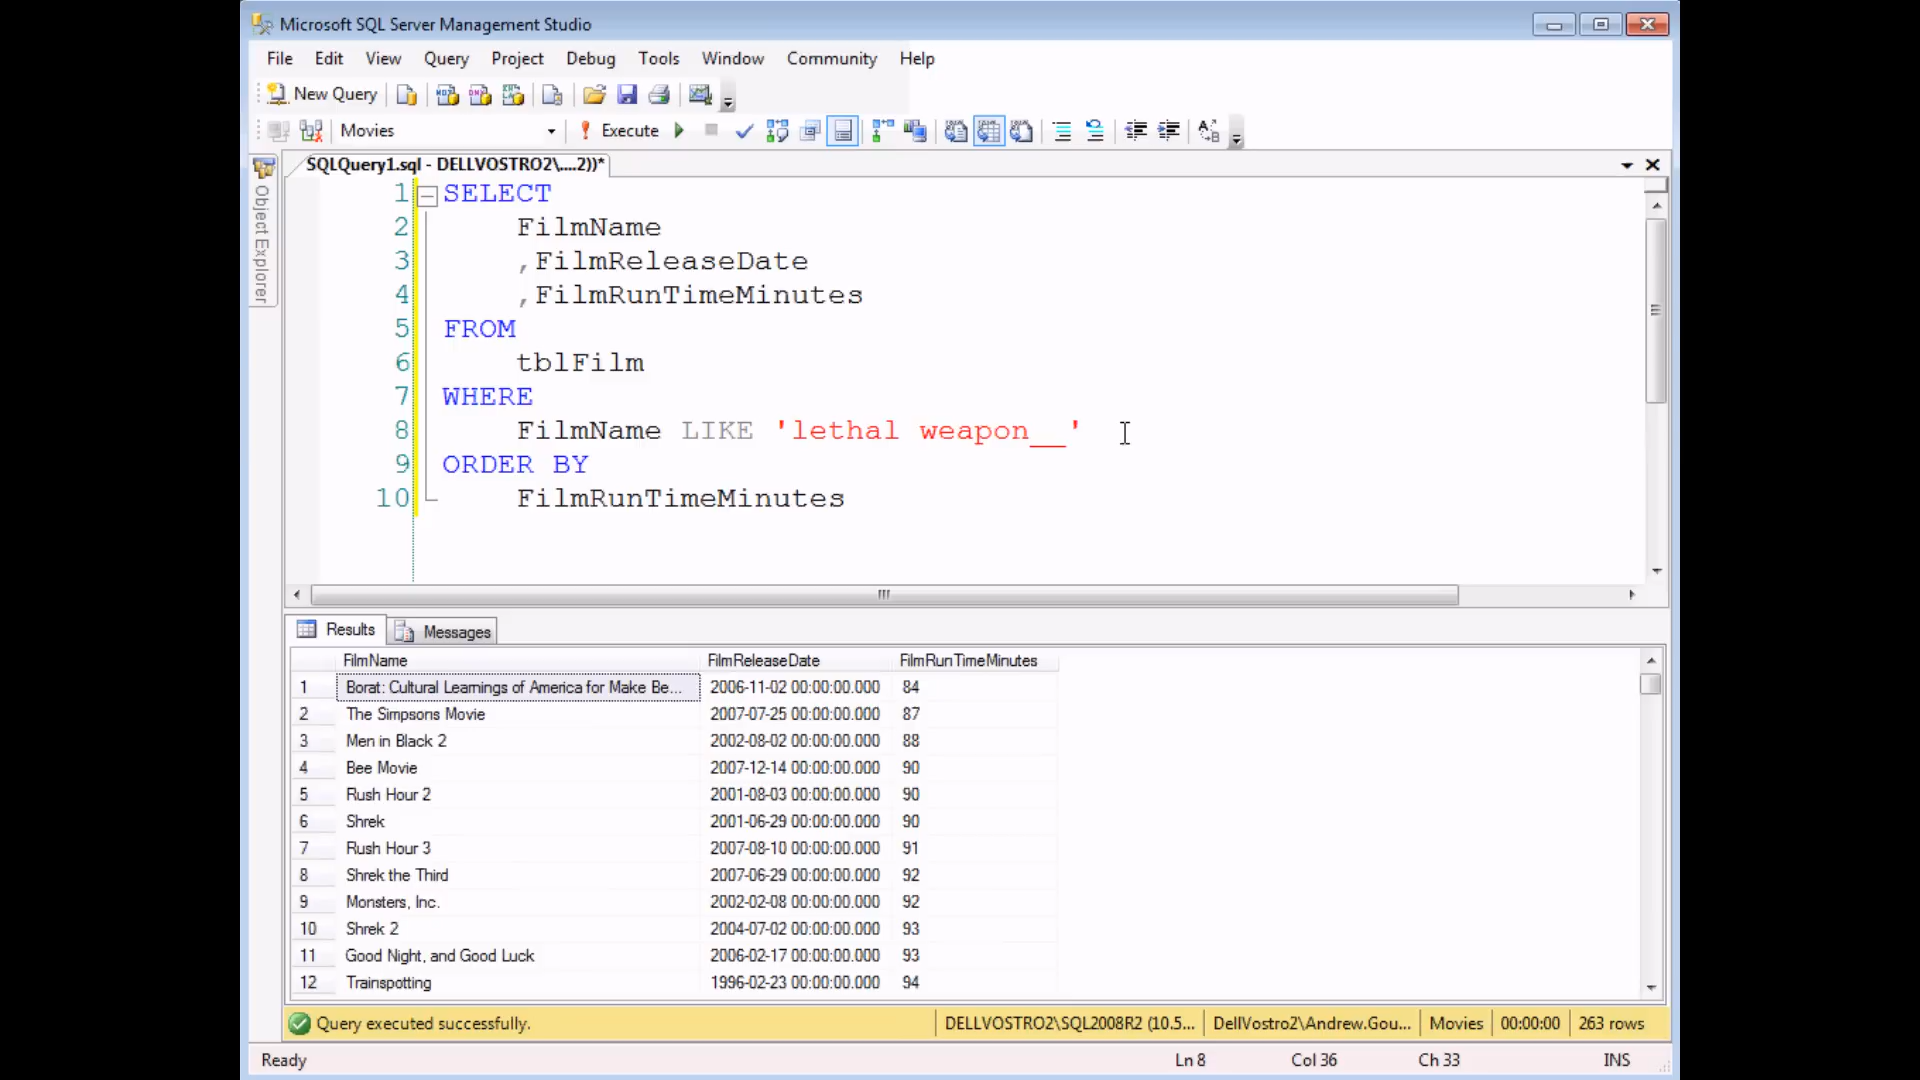 Microsoft SQL Server Management Studio
File Edit View Query Project Debug Tools Window Community Help
New Query
Movies Execute
Object Explorer
SQLQuery1.sql - DELLVOSTRO2\....2))*
1 SELECT
2 FilmName
3 ,FilmReleaseDate
4 ,FilmRunTimeMinutes
5 FROM
6 tblFilm
7 WHERE
8 FilmName LIKE 'lethal weapon__'
9 ORDER BY
10 FilmRunTimeMinutes
Results Messages
FilmName FilmReleaseDate FilmRunTimeMinutes
1 Borat: Cultural Learnings of America for Make Be... 2006-11-02 00:00:00.000 84
2 The Simpsons Movie 2007-07-25 00:00:00.000 87
3 Men in Black 2 2002-08-02 00:00:00.000 88
4 Bee Movie 2007-12-14 00:00:00.000 90
5 Rush Hour 2 2001-08-03 00:00:00.000 90
6 Shrek 2001-06-29 00:00:00.000 90
7 Rush Hour 3 2007-08-10 00:00:00.000 91
8 Shrek the Third 2007-06-29 00:00:00.000 92
9 Monsters, Inc. 2002-02-08 00:00:00.000 92
10 Shrek 2 2004-07-02 00:00:00.000 93
11 Good Night, and Good Luck 2006-02-17 00:00:00.000 93
12 Trainspotting 1996-02-23 00:00:00.000 94
Query executed successfully. DELLVOSTRO2\SQL2008R2 (10.5... DellVostro2\Andrew.Gou... Movies 00:00:00 263 rows
Ready Ln 8 Col 36 Ch 33 INS